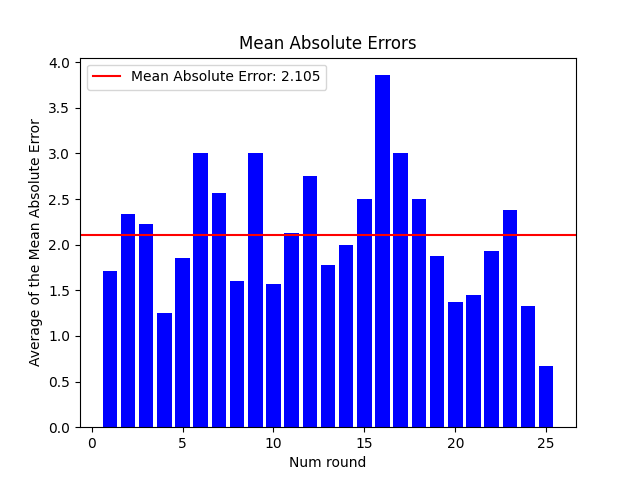 Mean Absolute Errors
Mean Absolute Error: 2.105
Average of the Mean Absolute Error
4.0
3.5
3.0
2.5
2.0
1.5
1.0
0.5
0.0
0 5 10 15 20 25
Num round